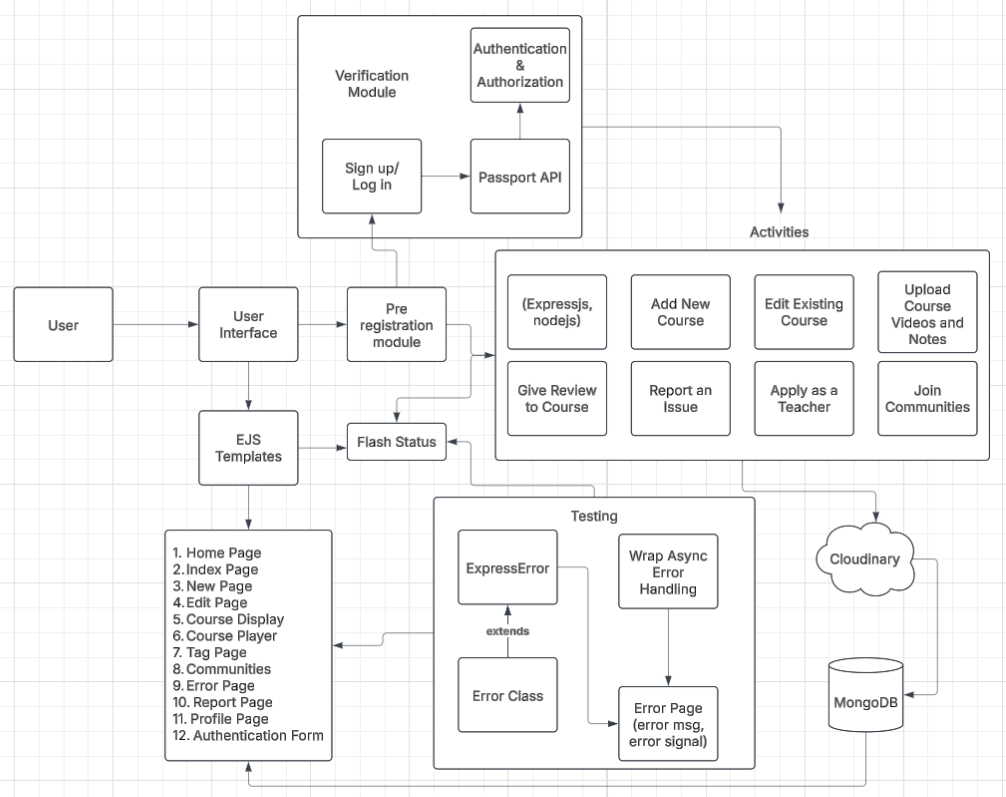 Verification
Module
Authentication
&
Authorization
Sign up/
Log in
Passport API
Activities
User
User
Interface
Pre
registration
module
(Expressjs,
nodejs)
Add New
Course
Edit Existing
Course
Upload
Course
Videos and
Notes
Give Review
to Course
Report an
Issue
Apply as a
Teacher
Join
Communities
EJS
Templates
Flash Status
Testing
ExpressError
extends
Error Class
Wrap Async
Error
Handling
Error Page
(error msg,
error signal)
Cloudinary
MongoDB
1. Home Page
2. Index Page
3. New Page
4. Edit Page
5. Course Display
6. Course Player
7. Tag Page
8. Communities
9. Error Page
10. Report Page
11. Profile Page
12. Authentication Form